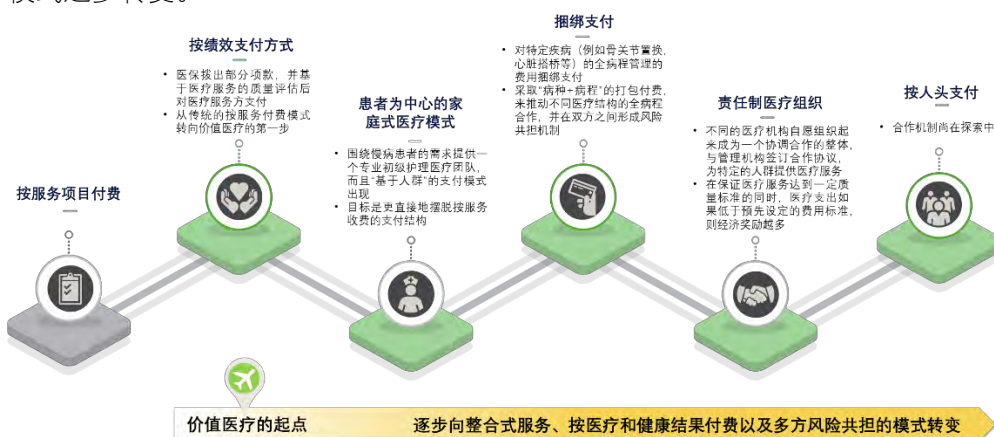 模式逐步转变。
按服务项目付费
按绩效支付方式
• 医保拨出部分项款，并基
于医疗服务的质量评估后
对医疗服务方支付
• 从传统的按服务付费模式
转向价值医疗的第一步
患者为中心的家
庭式医疗模式
• 围绕慢病患者的需求提供一
个专业初级护理医疗团队，
而且“基于人群”的支付模式
出现
• 目标是更直接地摆脱按服务
收费的支付结构
捆绑支付
• 对特定疾病（例如骨关节置换，
心脏搭桥等）的全病程管理的
费用捆绑支付
• 采取“病种+病程”的打包付费，
来推动不同医疗结构的全病程
合作，并在双方之间形成风险
共担机制
责任制医疗组织
• 不同的医疗机构自愿组织起
来成为一个协调合作的整体，
与管理机构签订合作协议，
为特定的人群提供医疗服务
• 在保证医疗服务达到一定质
量标准的同时，医疗支出如
果低于预先设定的费用标准，
则经济奖励越多
按人头支付
• 合作机制尚在探索中
价值医疗的起点
逐步向整合式服务、按医疗和健康结果付费以及多方风险共担的模式转变